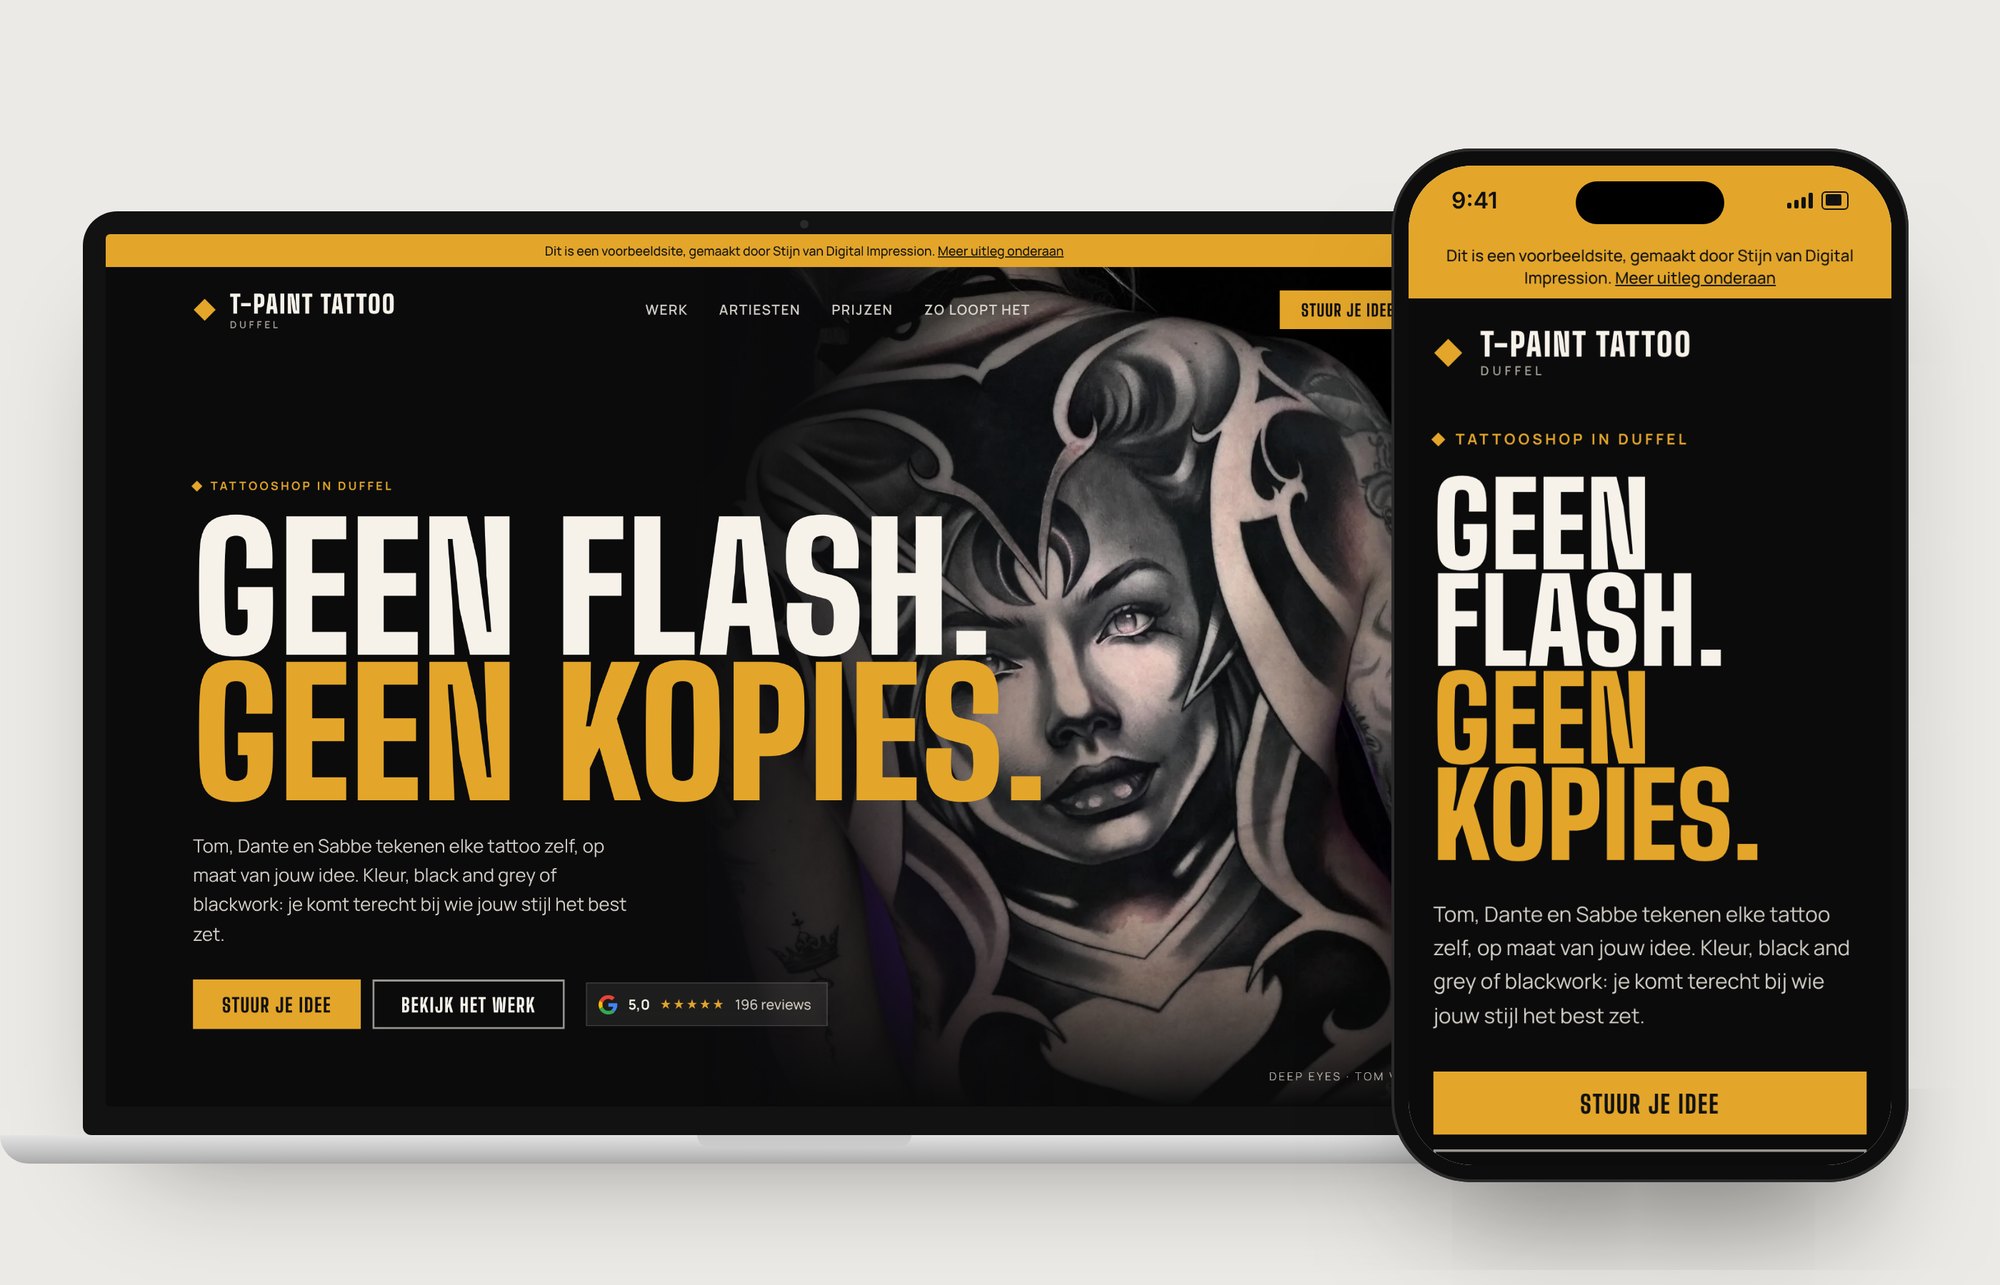 Dit is een voorbeeldsite, gemaakt door Stijn van Digital Impression. Meer uitleg onderaan
T-PAINT TATTOO
DUFFEL
WERK ARTIESTEN PRIJZEN ZO LOOPT HET
STUUR JE IDEE
TATTOOSHOP IN DUFFEL
GEEN FLASH.
GEEN KOPIES.
Tom, Dante en Sabbe tekenen elke tattoo zelf, op
maat van jouw idee. Kleur, black and grey of
blackwork: je komt terecht bij wie jouw stijl het best
zet.
STUUR JE IDEE
BEKIJK HET WERK
5,0 ★★★★★ 196 reviews
DEEP EYES · TOM
9:41
Dit is een voorbeeldsite, gemaakt door Stijn van Digital
Impression. Meer uitleg onderaan
T-PAINT TATTOO
DUFFEL
TATTOOSHOP IN DUFFEL
GEEN
FLASH.
GEEN
KOPIES.
Tom, Dante en Sabbe tekenen elke tattoo
zelf, op maat van jouw idee. Kleur, black and
grey of blackwork: je komt terecht bij wie
jouw stijl het best zet.
STUUR JE IDEE